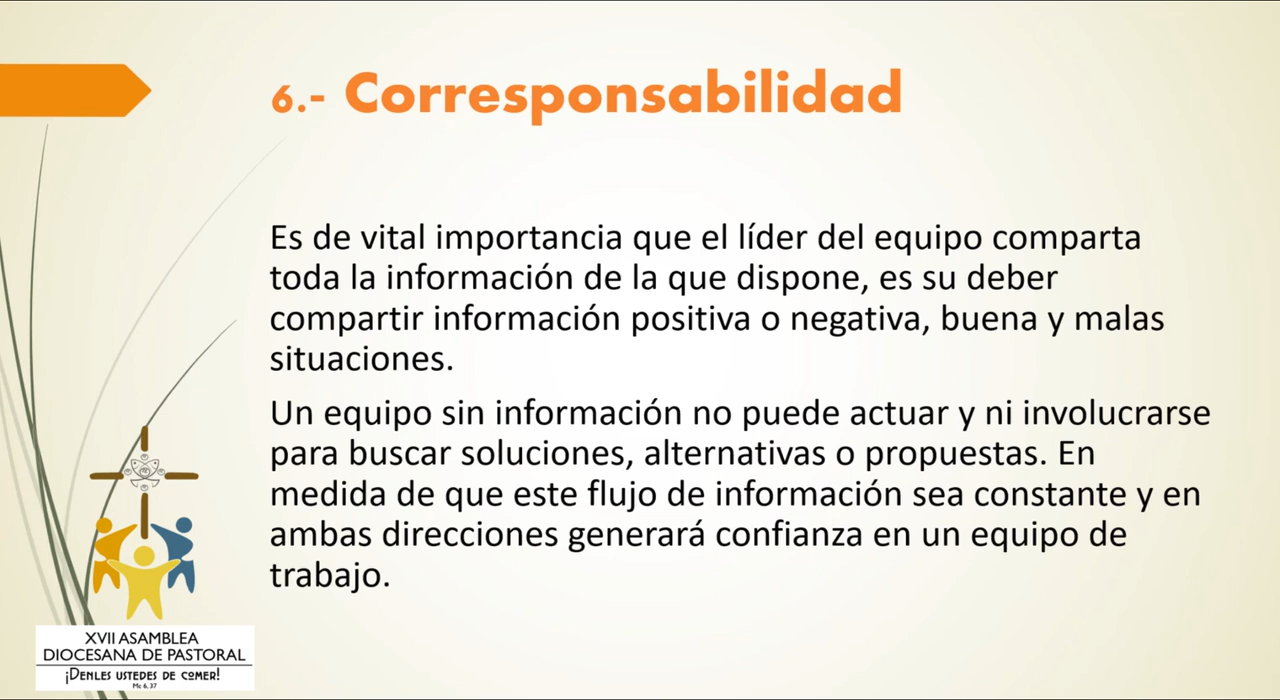 6.- Corresponsabilidad
Es de vital importancia que el líder del equipo comparta
toda la información de la que dispone, es su deber
compartir información positiva o negativa, buena y malas
situaciones.
Un equipo sin información no puede actuar y ni involucrarse
para buscar soluciones, alternativas o propuestas. En
medida de que este flujo de información sea constante y en
ambas direcciones generará confianza en un equipo de
trabajo.
XVII ASAMBLEA
DIOCESANA DE PASTORAL
¡DENLES USTEDES DE COMER!
Mc 6, 37